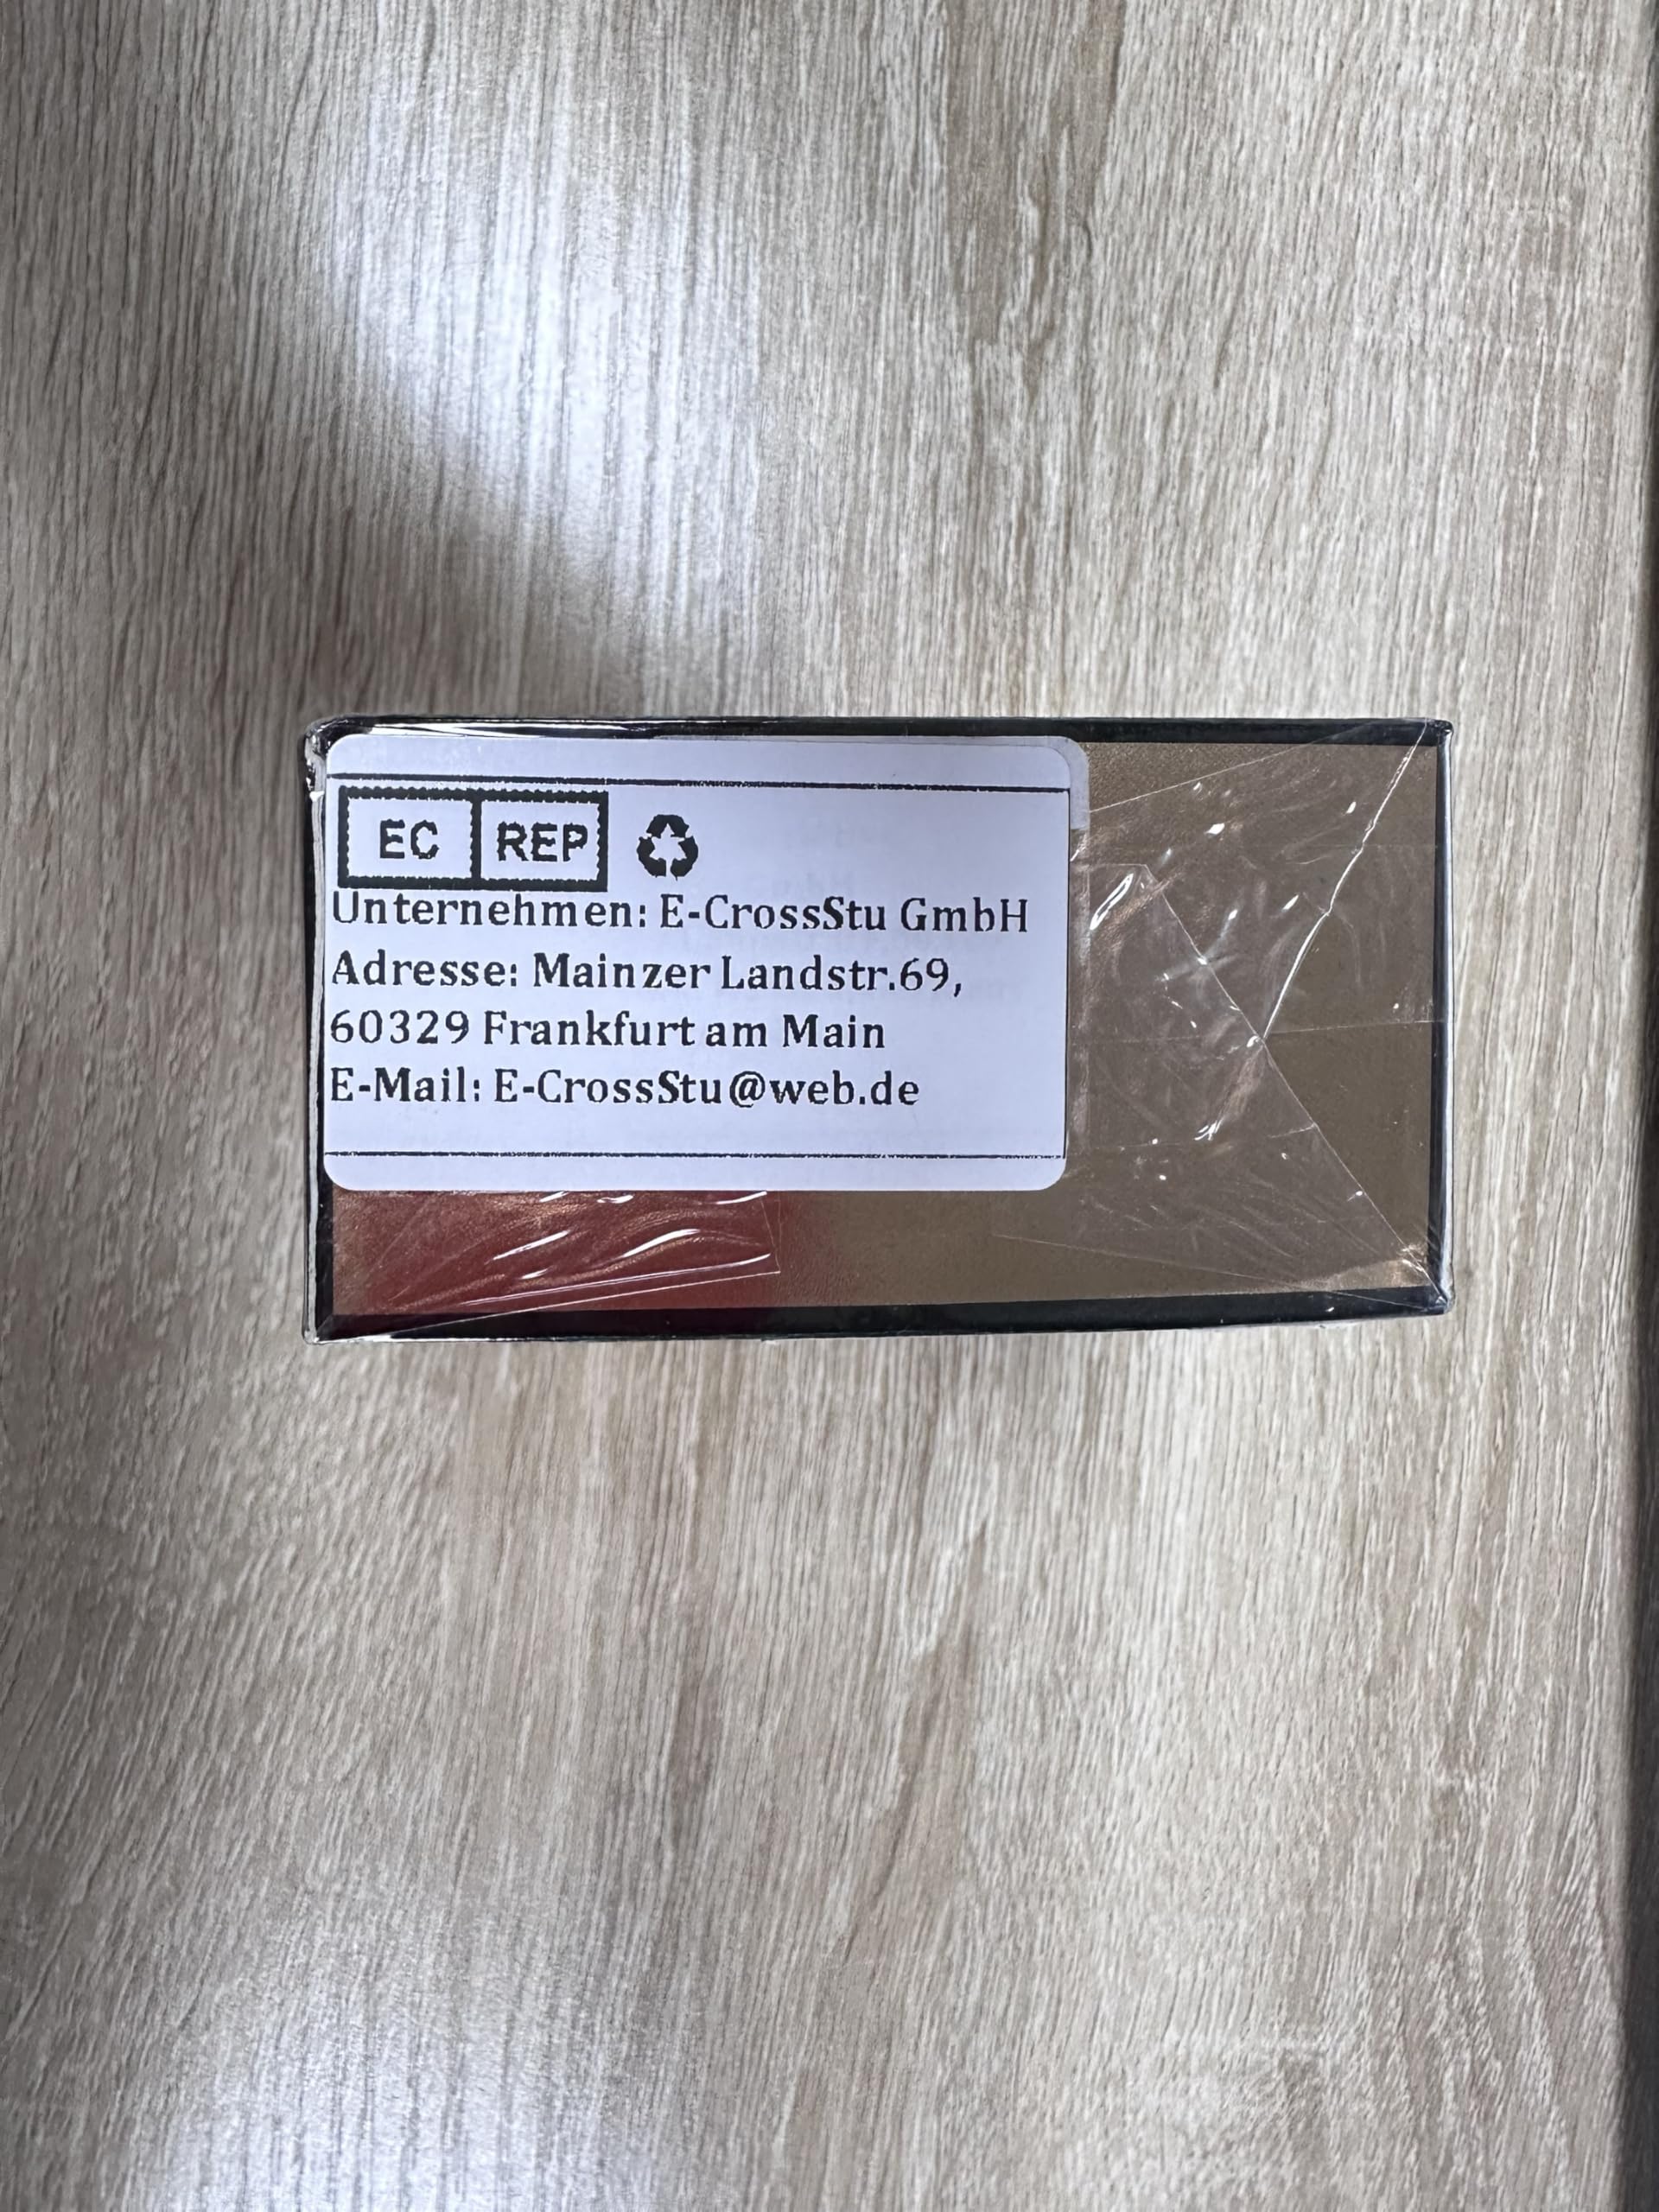 EC REP
Unternehmen: E-CrossStu GmbH
Adresse: Mainzer Landstr.69,
60329 Frankfurt am Main
E-Mail: E-CrossStu@web.de